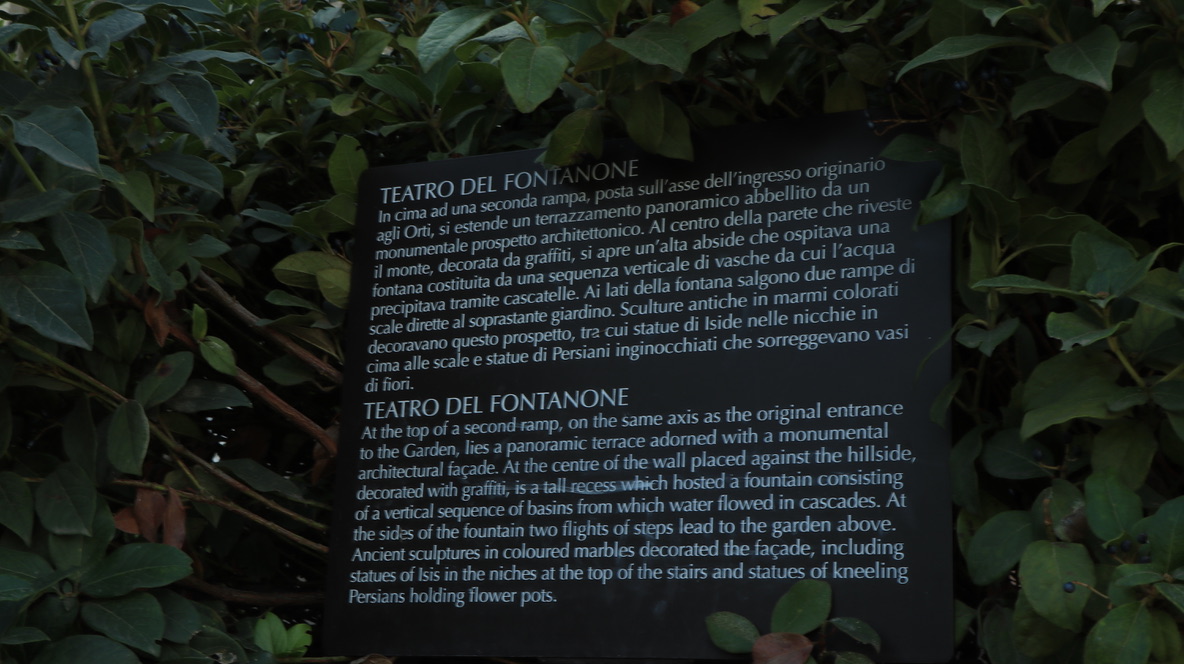 TEATRO DEL FONTANONE
In cima ad una seconda rampa, posta sull'asse dell'ingresso originario
agli Orti, si estende un terrazzamento panoramico abbellito da un
monumentale prospetto architettonico. Al centro della parete che riveste
il monte, decorata da graffiti, si apre un'alta abside che ospitava una
fontana costituita da una sequenza verticale di vasche da cui l'acqua
precipitava tramite cascatelle. Ai lati della fontana salgono due rampe di
scale dirette al soprastante giardino. Sculture antiche in marmi colorati
decoravano questo prospetto, tra cui statue di Iside nelle nicchie in
cima alle scale e statue di Persiani inginocchiati che sorreggevano vasi
di fiori.
TEATRO DEL FONTANONE
At the top of a second ramp, on the same axis as the original entrance
to the Garden, lies a panoramic terrace adorned with a monumental
architectural façade. At the centre of the wall placed against the hillside,
decorated with graffiti, is a tall recess which hosted a fountain consisting
of a vertical sequence of basins from which water flowed in cascades. At
the sides of the fountain two flights of steps lead to the garden above.
Ancient sculptures in coloured marbles decorated the façade, including
statues of Isis in the niches at the top of the stairs and statues of kneeling
Persians holding flower pots.